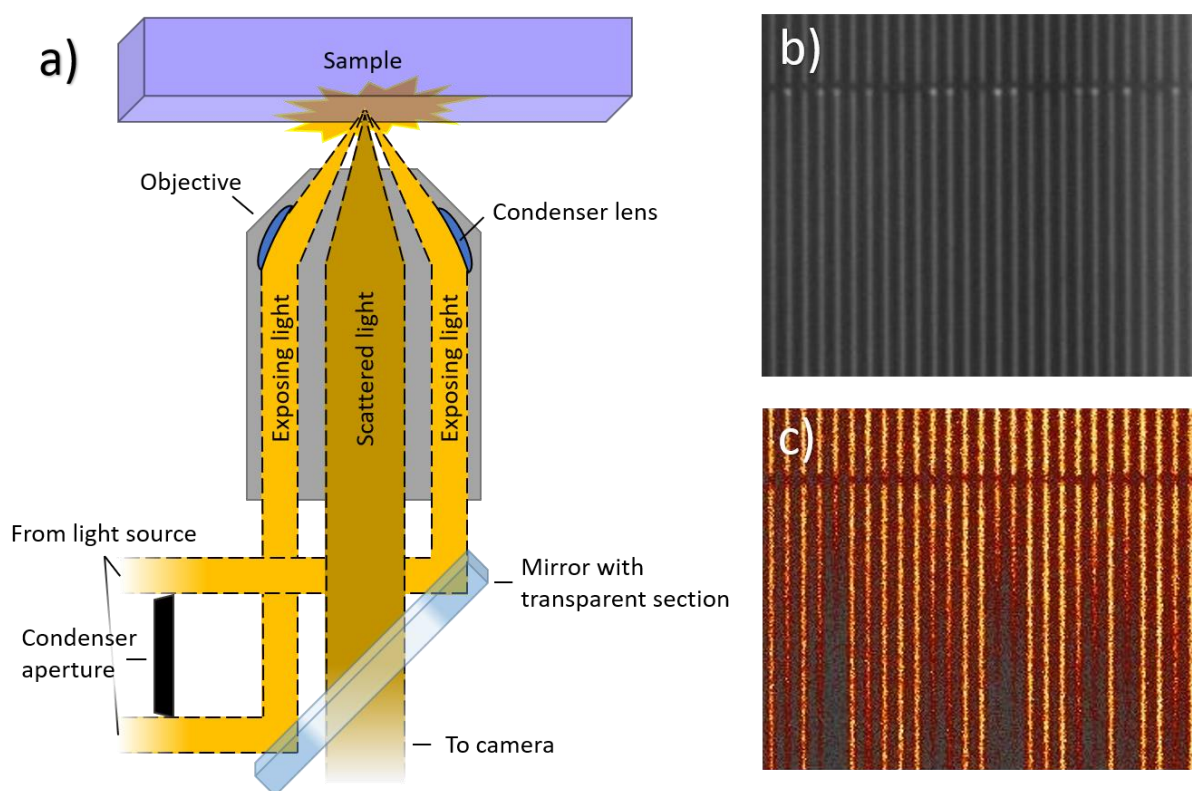 a)
Sample
Objective
Condenser lens
Exposing light
Scattered light
Exposing light
From light source
Mirror with
transparent section
Condenser
aperture
To camera
b)
c)